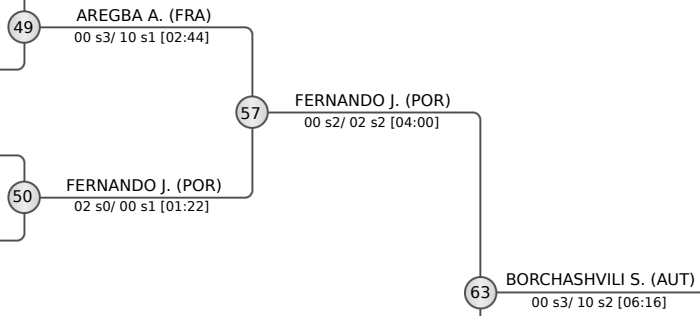 AREGBA A. (FRA)
49
00 s3/ 10 s1 [02:44]
FERNANDO J. (POR)
57
00 s2/ 02 s2 [04:00]
FERNANDO J. (POR)
50
02 s0/ 00 s1 [01:22]
BORCHASHVILI S. (AUT)
63
00 s3/ 10 s2 [06:16]